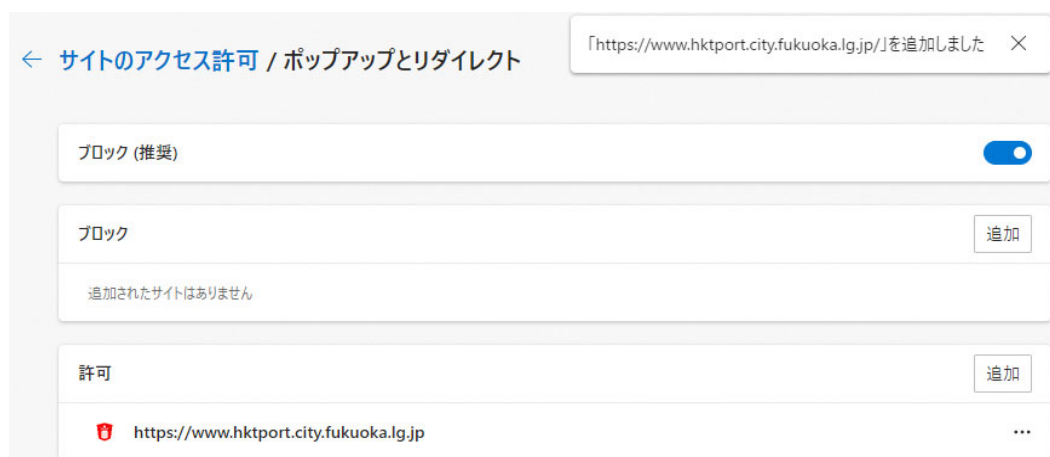 「https://www.hktport.city.fukuoka.lg.jp/」を追加しました
サイトのアクセス許可 / ポップアップとリダイレクト
ブロック (推奨)
ブロック
追加
追加されたサイトはありません
許可
追加
https://www.hktport.city.fukuoka.lg.jp